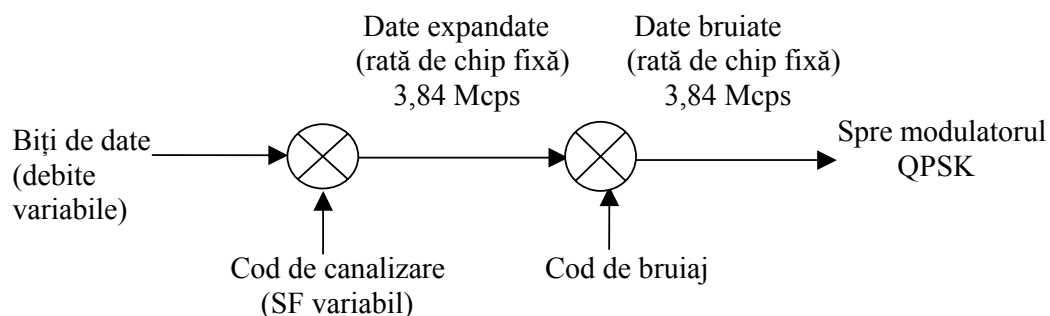 Date expandate
(rată de chip fixă)
3,84 Mcps
Date bruiate
(rată de chip fixă)
3,84 Mcps
Biți de date
(debite
variabile)
Spre modulatorul
QPSK
Cod de canalizare
(SF variabil)
Cod de bruiaj